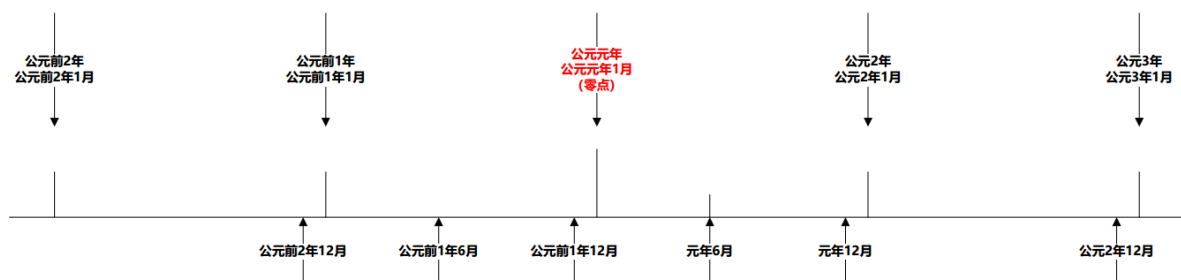 公元前2年
公元前2年1月
公元前1年
公元前1年1月
公元元年
公元元年1月
(零点)
公元2年
公元2年1月
公元3年
公元3年1月
公元前2年12月
公元前1年6月
公元前1年12月
元年6月
元年12月
公元2年12月